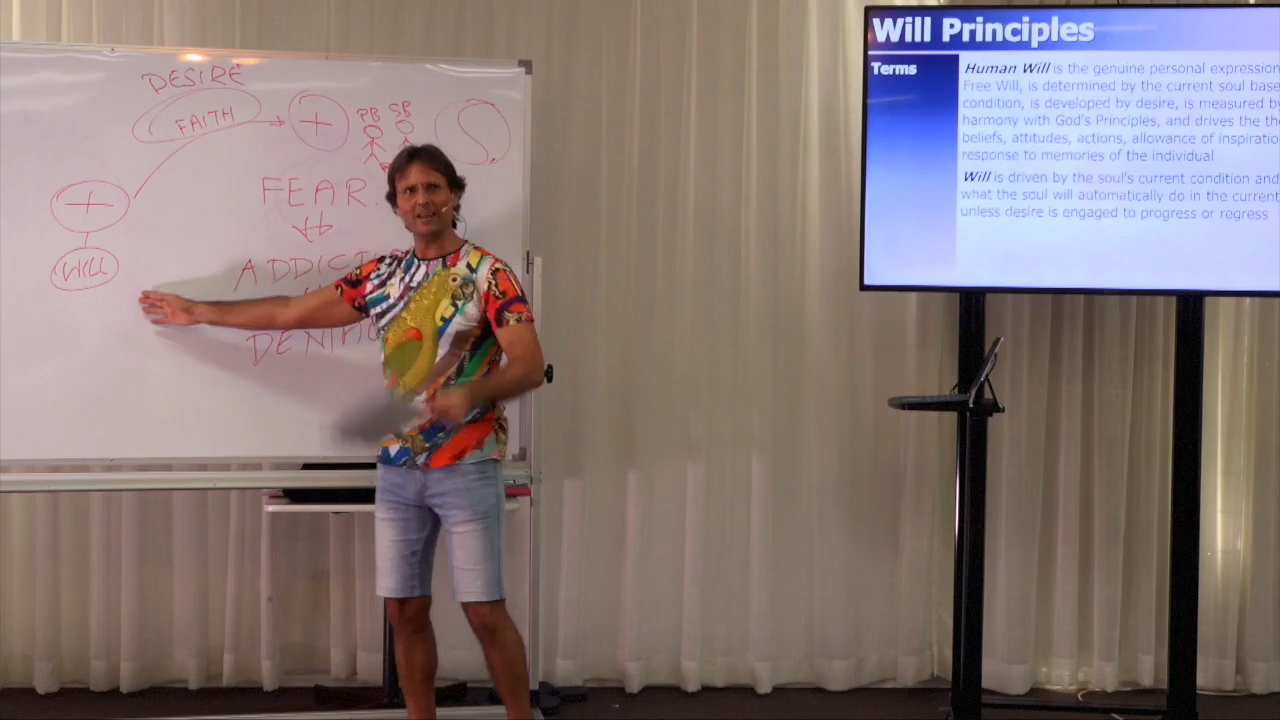 DESIRE
FAITH
PB SB
S.
FEAR.
ADDICT
WILL
Will Principles
Terms
Human Will is the genuine personal expression
Free Will, is determined by the current soul base
condition, is developed by desire, is measured by
harmony with God's Principles, and drives the
beliefs, attitudes, actions, allowance of
response to memories of the individual
Will is driven by the soul's current condition and
what the soul will automatically do in the current
unless desire is engaged to progress or regress